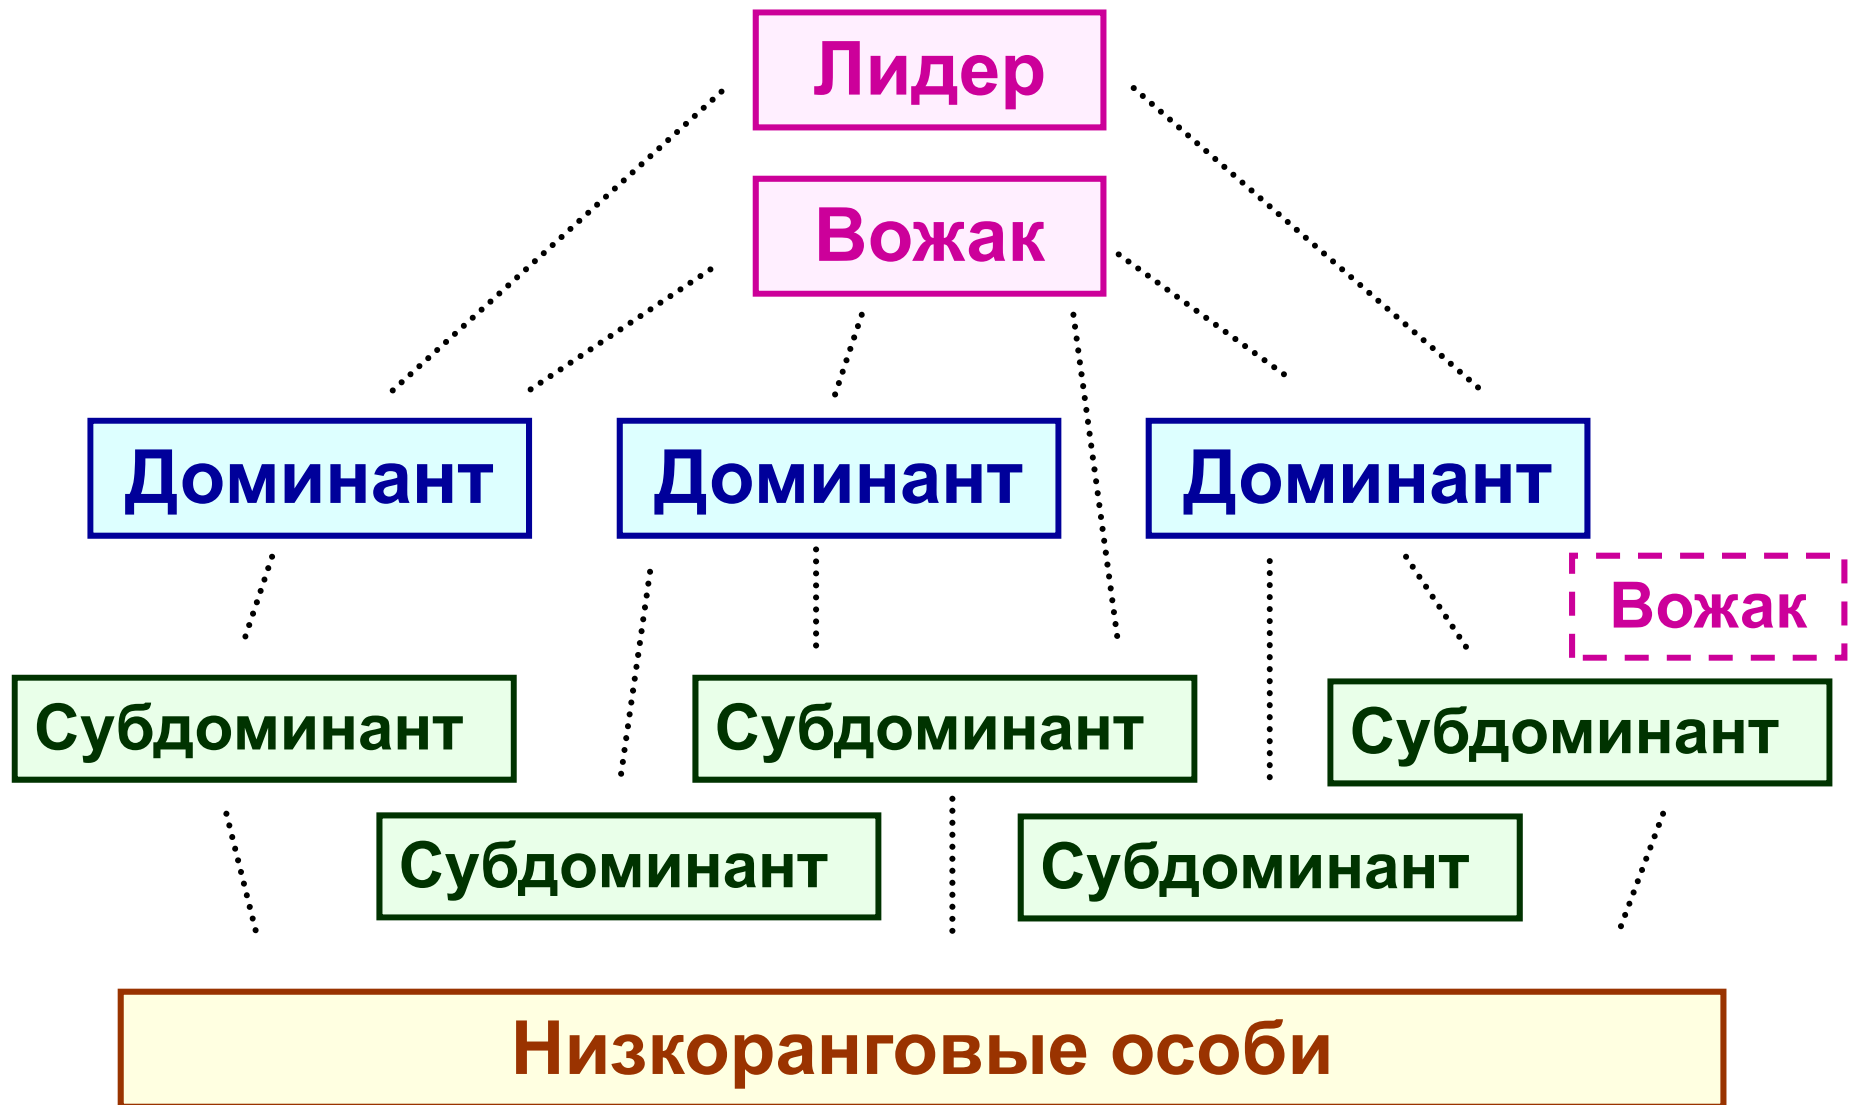 Лидер
Вожак
Доминант
Доминант
Доминант
Вожак
Субдоминант
Субдоминант
Субдоминант
Субдоминант
Субдоминант
Низкоранговые особи